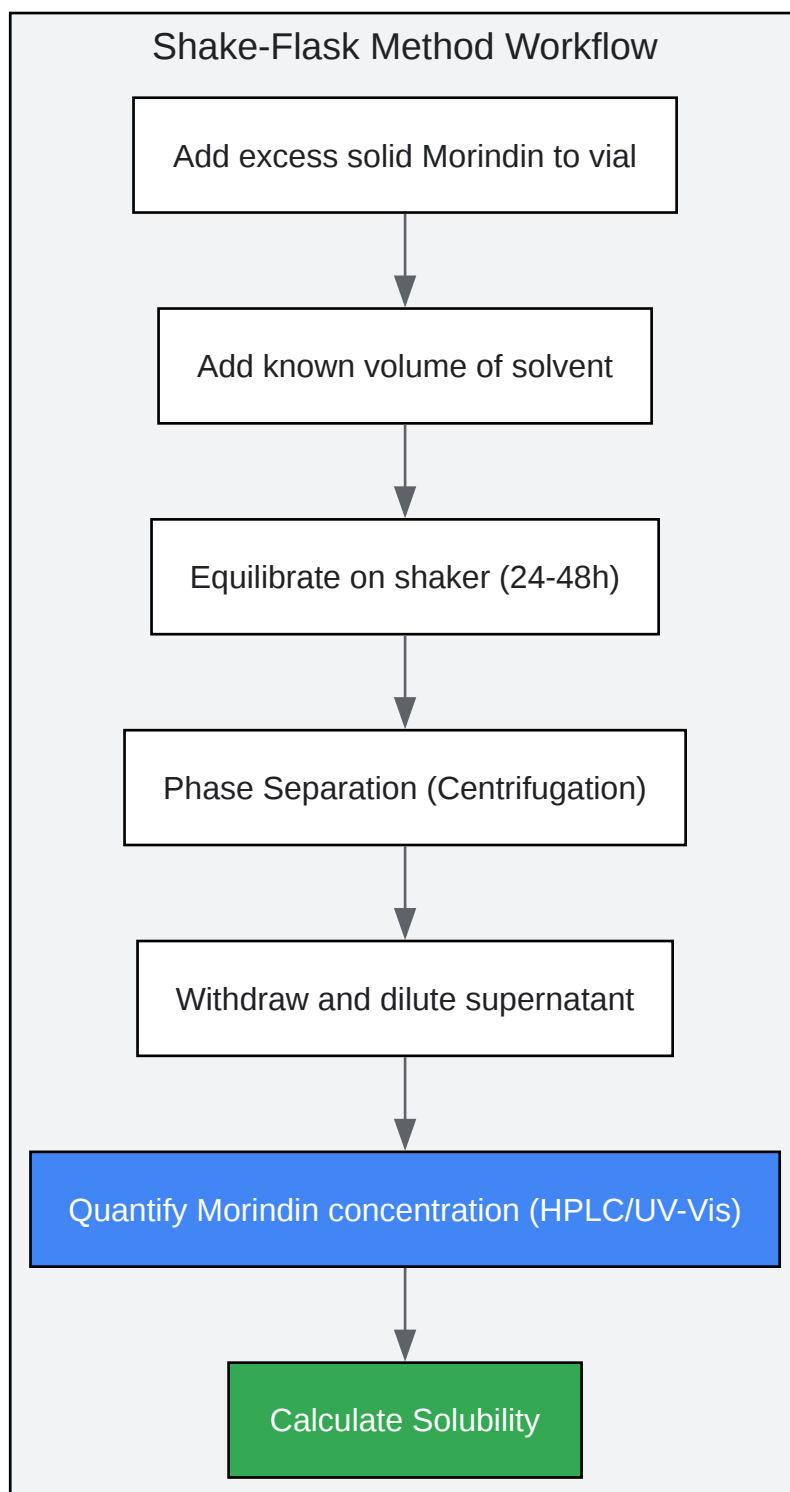 Shake-Flask Method Workflow
Add excess solid Morindin to vial
Add known volume of solvent
Equilibrate on shaker (24-48h)
Phase Separation (Centrifugation)
Withdraw and dilute supernatant
Quantify Morindin concentration (HPLC/UV-Vis)
Calculate Solubility